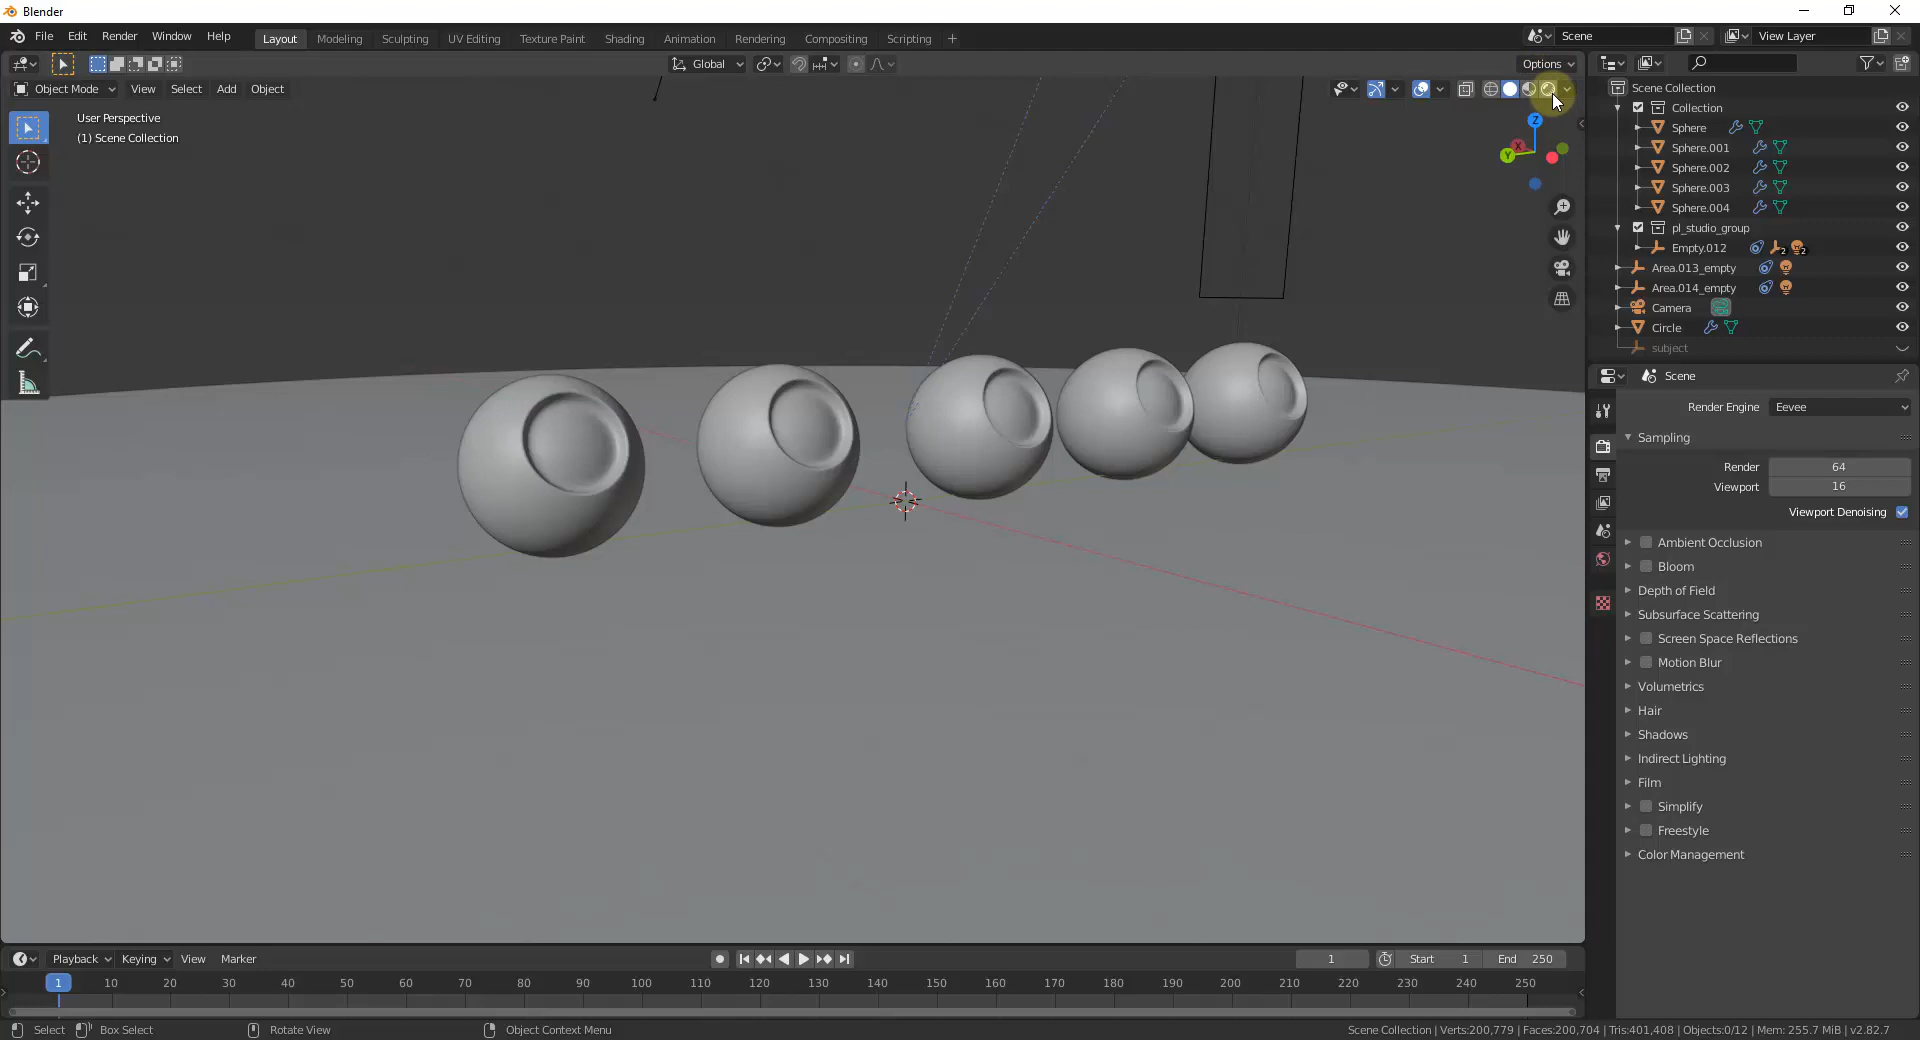 Blender
File Edit Render Window Help Layout Modeling Sculpting UV Editing Texture Paint Shading Animation Rendering Compositing Scripting + Scene View Layer
Global Options
Object Mode View Select Add Object
User Perspective
(1) Scene Collection
Z
X
Y
Scene Collection
Collection
Sphere
Sphere.001
Sphere.002
Sphere.003
Sphere.004
pl_studio_group
Empty.012 2 2
Area.013_empty
Area.014_empty
Camera
Circle
subject
Scene
Render Engine Eevee
Sampling
Render 64
Viewport 16
Viewport Denoising
Ambient Occlusion
Bloom
Depth of Field
Subsurface Scattering
Screen Space Reflections
Motion Blur
Volumetrics
Hair
Shadows
Indirect Lighting
Film
Simplify
Freestyle
Color Management
Playback Keying View Marker 1 Start 1 End 250
1 10 20 30 40 50 60 70 80 90 100 110 120 130 140 150 160 170 180 190 200 210 220 230 240 250
Select Box Select Rotate View Object Context Menu Scene Collection | Verts:200,779 | Faces:200,704 | Tris:401,408 | Objects:0/12 | Mem: 255.7 MiB | v2.82.7